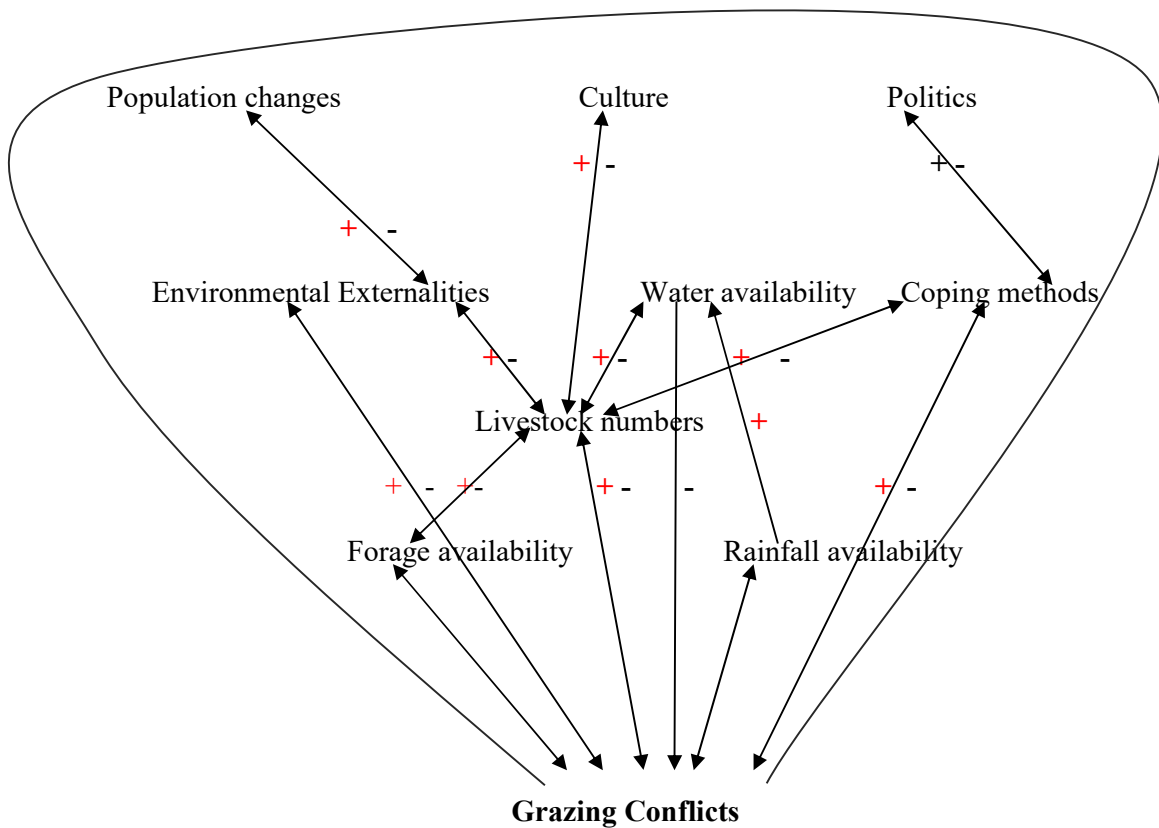 Population changes Culture Politics
+ - + -
+ -
Environmental Externalities Water availability Coping methods
+ - + - + -
Livestock numbers
+
+ - + - + - - + -
Forage availability Rainfall availability
Grazing Conflicts